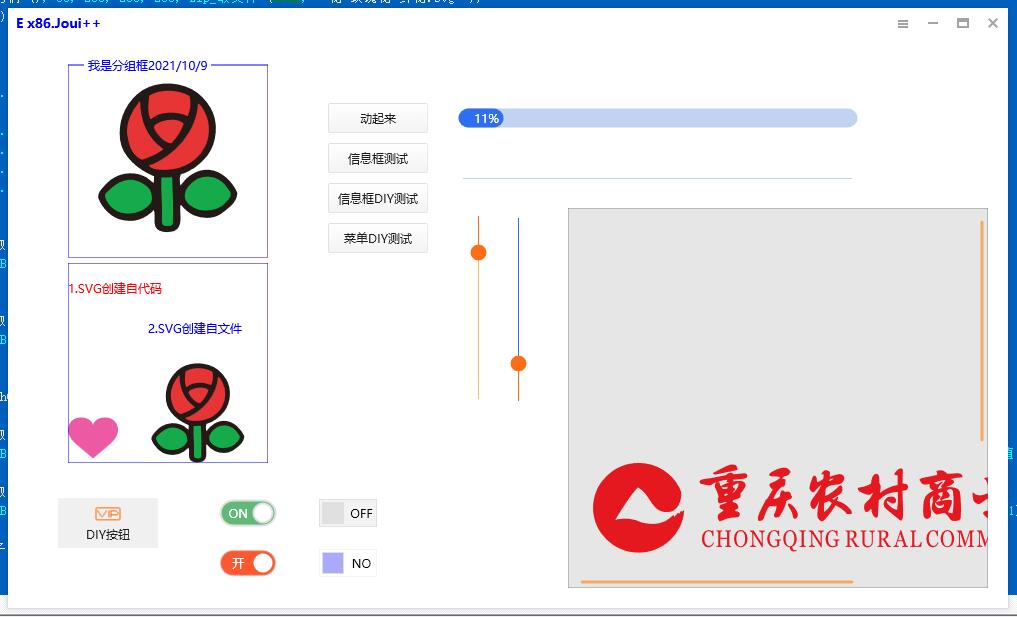 E x86.Joui++
我是分组框2021/10/9
动起来
11%
信息框测试
信息框DIY测试
菜单DIY测试
1.SVG创建自代码
2.SVG创建自文件
重庆农村商
CHONGQING RURAL COMM
VIP
DIY按钮
ON
OFF
开
NO